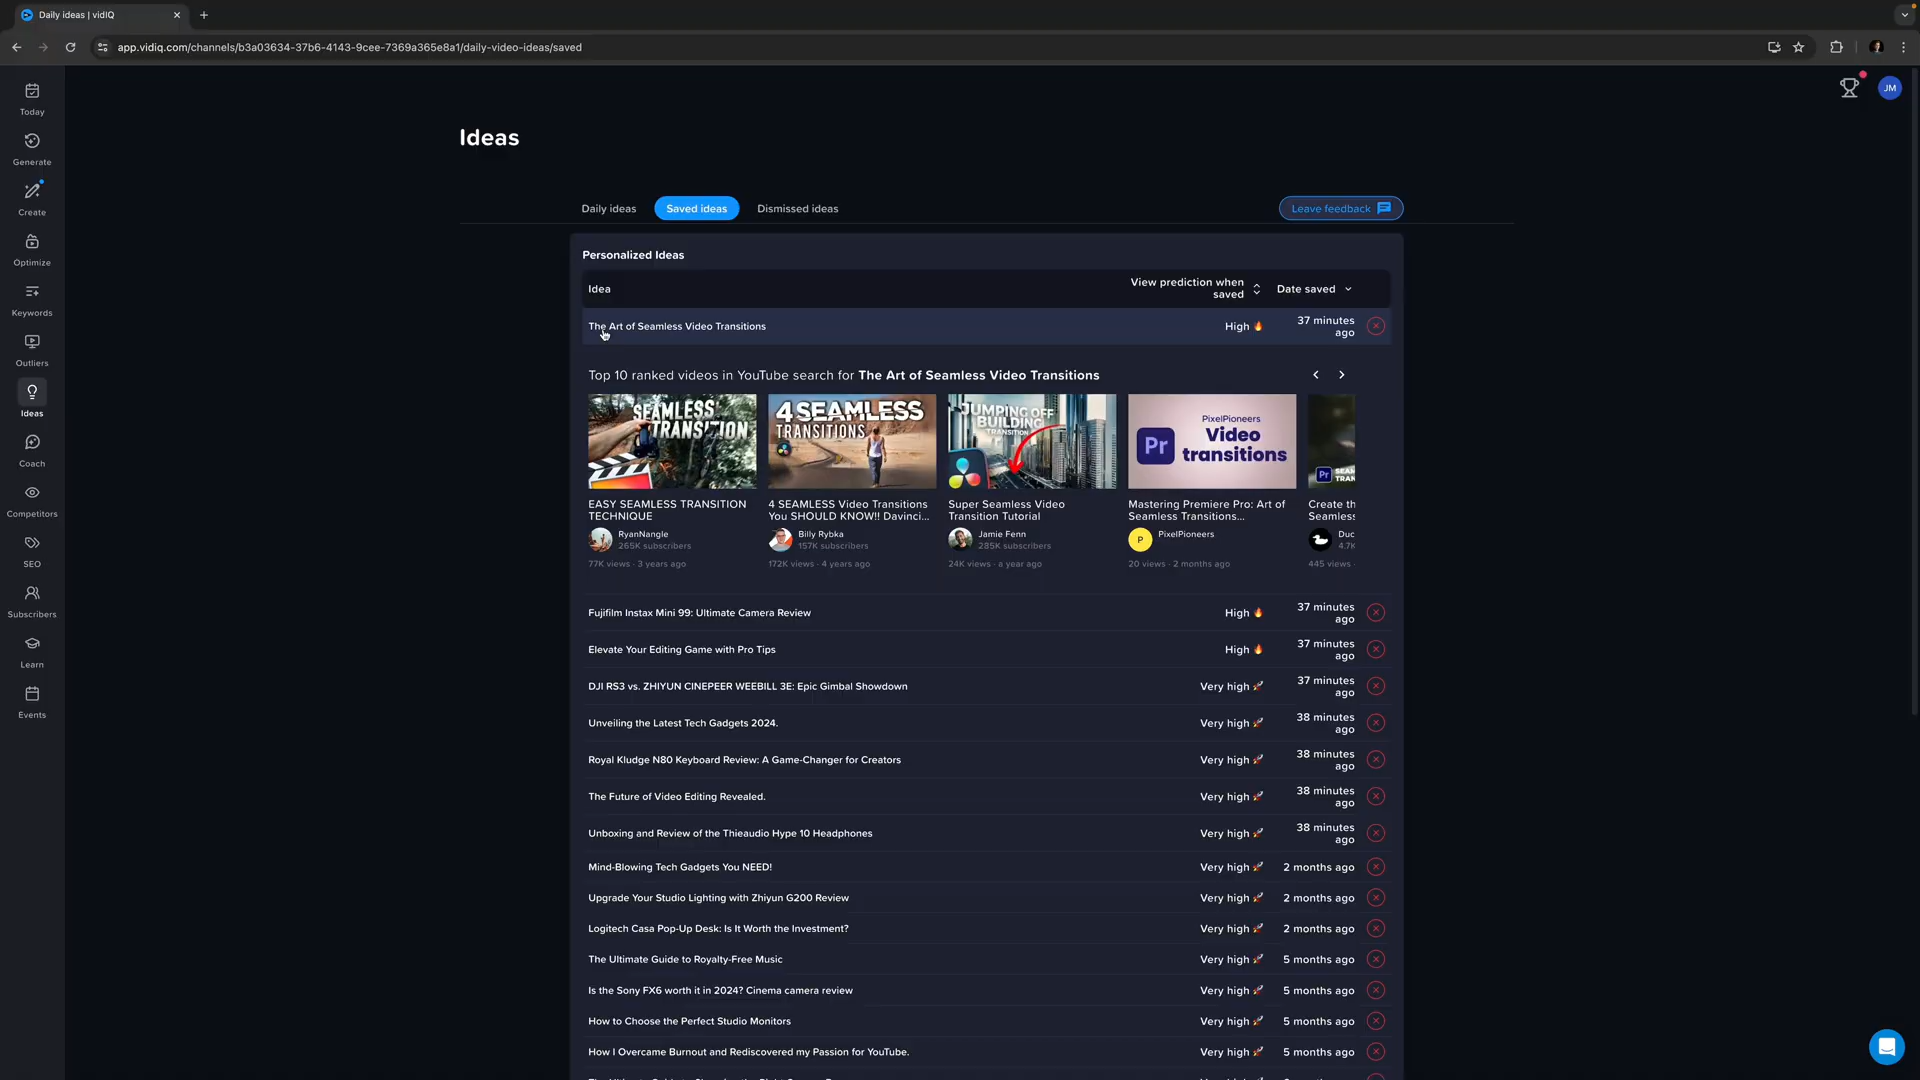 Daily ideas | vidIQ
app.vidiq.com/channels/b3a03634-37b6-4143-9cee-7369a365e8a1/daily-video-ideas/saved
Today
Generate
Create
Optimize
Keywords
Outliers
Ideas
Coach
Competitors
SEO
Subscribers
Learn
Events
JM
Ideas
Daily ideas
Saved ideas
Dismissed ideas
Leave feedback
Personalized Ideas
Idea
View prediction when
saved
Date saved
The Art of Seamless Video Transitions
High 🔥
37 minutes
ago
Top 10 ranked videos in YouTube search for The Art of Seamless Video Transitions
SEAMLESS
TRANSITION
4 SEAMLESS
TRANSITIONS
JUMPING OFF
BUILDING
TRANSITION
PixelPioneers
Pr
Video
transitions
Pr
EASY SEAMLESS TRANSITION
TECHNIQUE
RyanNangle
265K subscribers
77K views · 3 years ago
4 SEAMLESS Video Transitions
You SHOULD KNOW!! Davinci...
Billy Rybka
157K subscribers
172K views · 4 years ago
Super Seamless Video
Transition Tutorial
Jamie Fenn
285K subscribers
24K views · a year ago
Mastering Premiere Pro: Art of
Seamless Transitions...
P
PixelPioneers
20 views · 2 months ago
Create th
Seamless
Duc
4.7K
445 views ·
Fujifilm Instax Mini 99: Ultimate Camera Review
High 🔥
37 minutes
ago
Elevate Your Editing Game with Pro Tips
High 🔥
37 minutes
ago
DJI RS3 vs. ZHIYUN CINEPEER WEEBILL 3E: Epic Gimbal Showdown
Very high 🚀
37 minutes
ago
Unveiling the Latest Tech Gadgets 2024.
Very high 🚀
38 minutes
ago
Royal Kludge N80 Keyboard Review: A Game-Changer for Creators
Very high 🚀
38 minutes
ago
The Future of Video Editing Revealed.
Very high 🚀
38 minutes
ago
Unboxing and Review of the Thieaudio Hype 10 Headphones
Very high 🚀
38 minutes
ago
Mind-Blowing Tech Gadgets You NEED!
Very high 🚀
2 months ago
Upgrade Your Studio Lighting with Zhiyun G200 Review
Very high 🚀
2 months ago
Logitech Casa Pop-Up Desk: Is It Worth the Investment?
Very high 🚀
2 months ago
The Ultimate Guide to Royalty-Free Music
Very high 🚀
5 months ago
Is the Sony FX6 worth it in 2024? Cinema camera review
Very high 🚀
5 months ago
How to Choose the Perfect Studio Monitors
Very high 🚀
5 months ago
How I Overcame Burnout and Rediscovered my Passion for YouTube.
Very high 🚀
5 months ago